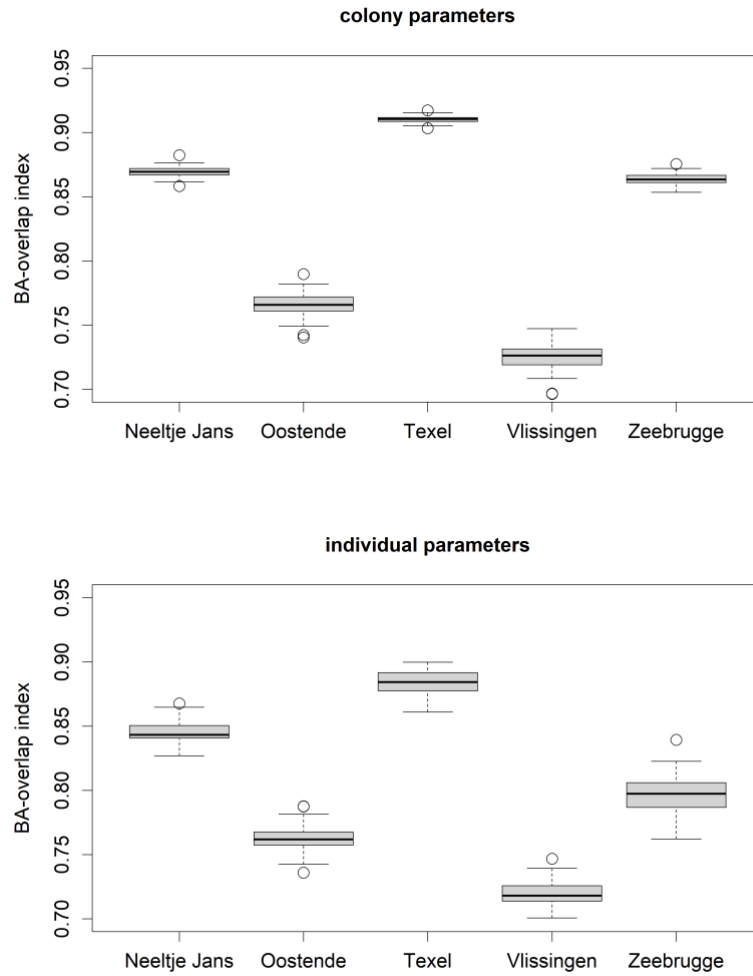 colony parameters
BA-overlap index
0.95
0.90
0.85
0.80
0.75
0.70
Neeltje Jans Oostende Texel Vlissingen Zeebrugge
individual parameters
BA-overlap index
0.95
0.90
0.85
0.80
0.75
0.70
Neeltje Jans Oostende Texel Vlissingen Zeebrugge